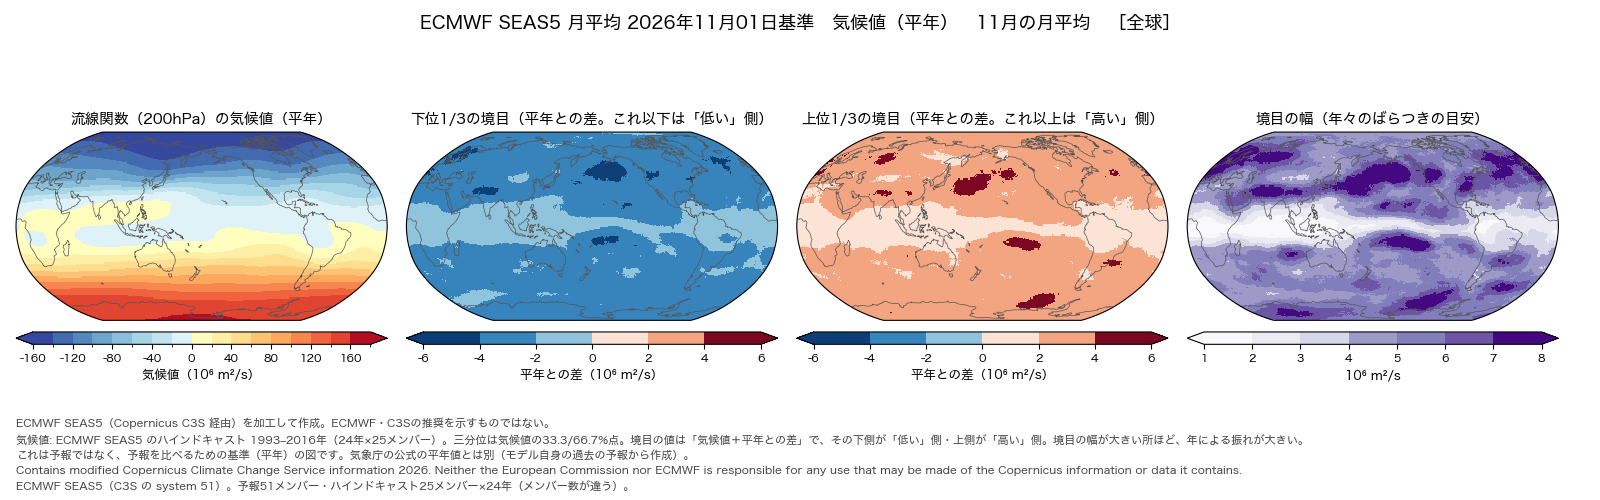 ECMWF SEAS5 月平均 2026年11月01日基準　気候値（平年）　11月の月平均　［全球］
流線関数（200hPa）の気候値（平年）
下位1/3の境目（平年との差。これ以下は「低い」側）
上位1/3の境目（平年との差。これ以上は「高い」側）
境目の幅（年々のばらつきの目安）
-160 -120 -80 -40 0 40 80 120 160
-6 -4 -2 0 2 4 6
-6 -4 -2 0 2 4 6
1 2 3 4 5 6 7 8
気候値（10⁶ m²/s）
平年との差（10⁶ m²/s）
平年との差（10⁶ m²/s）
10⁶ m²/s
ECMWF SEAS5（Copernicus C3S 経由）を加工して作成。ECMWF・C3Sの推奨を示すものではない。
気候値: ECMWF SEAS5 のハインドキャスト 1993–2016年（24年×25メンバー）。三分位は気候値の33.3/66.7%点。境目の値は「気候値＋平年との差」で、その下側が「低い」側・上側が「高い」側。境目の幅が大きい所ほど、年による振れが大きい。
これは予報ではなく、予報を比べるための基準（平年）の図です。気象庁の公式の平年値とは別（モデル自身の過去の予報から作成）。
Contains modified Copernicus Climate Change Service information 2026. Neither the European Commission nor ECMWF is responsible for any use that may be made of the Copernicus information or data it contains.
ECMWF SEAS5（C3S の system 51）。予報51メンバー・ハインドキャスト25メンバー×24年（メンバー数が違う）。